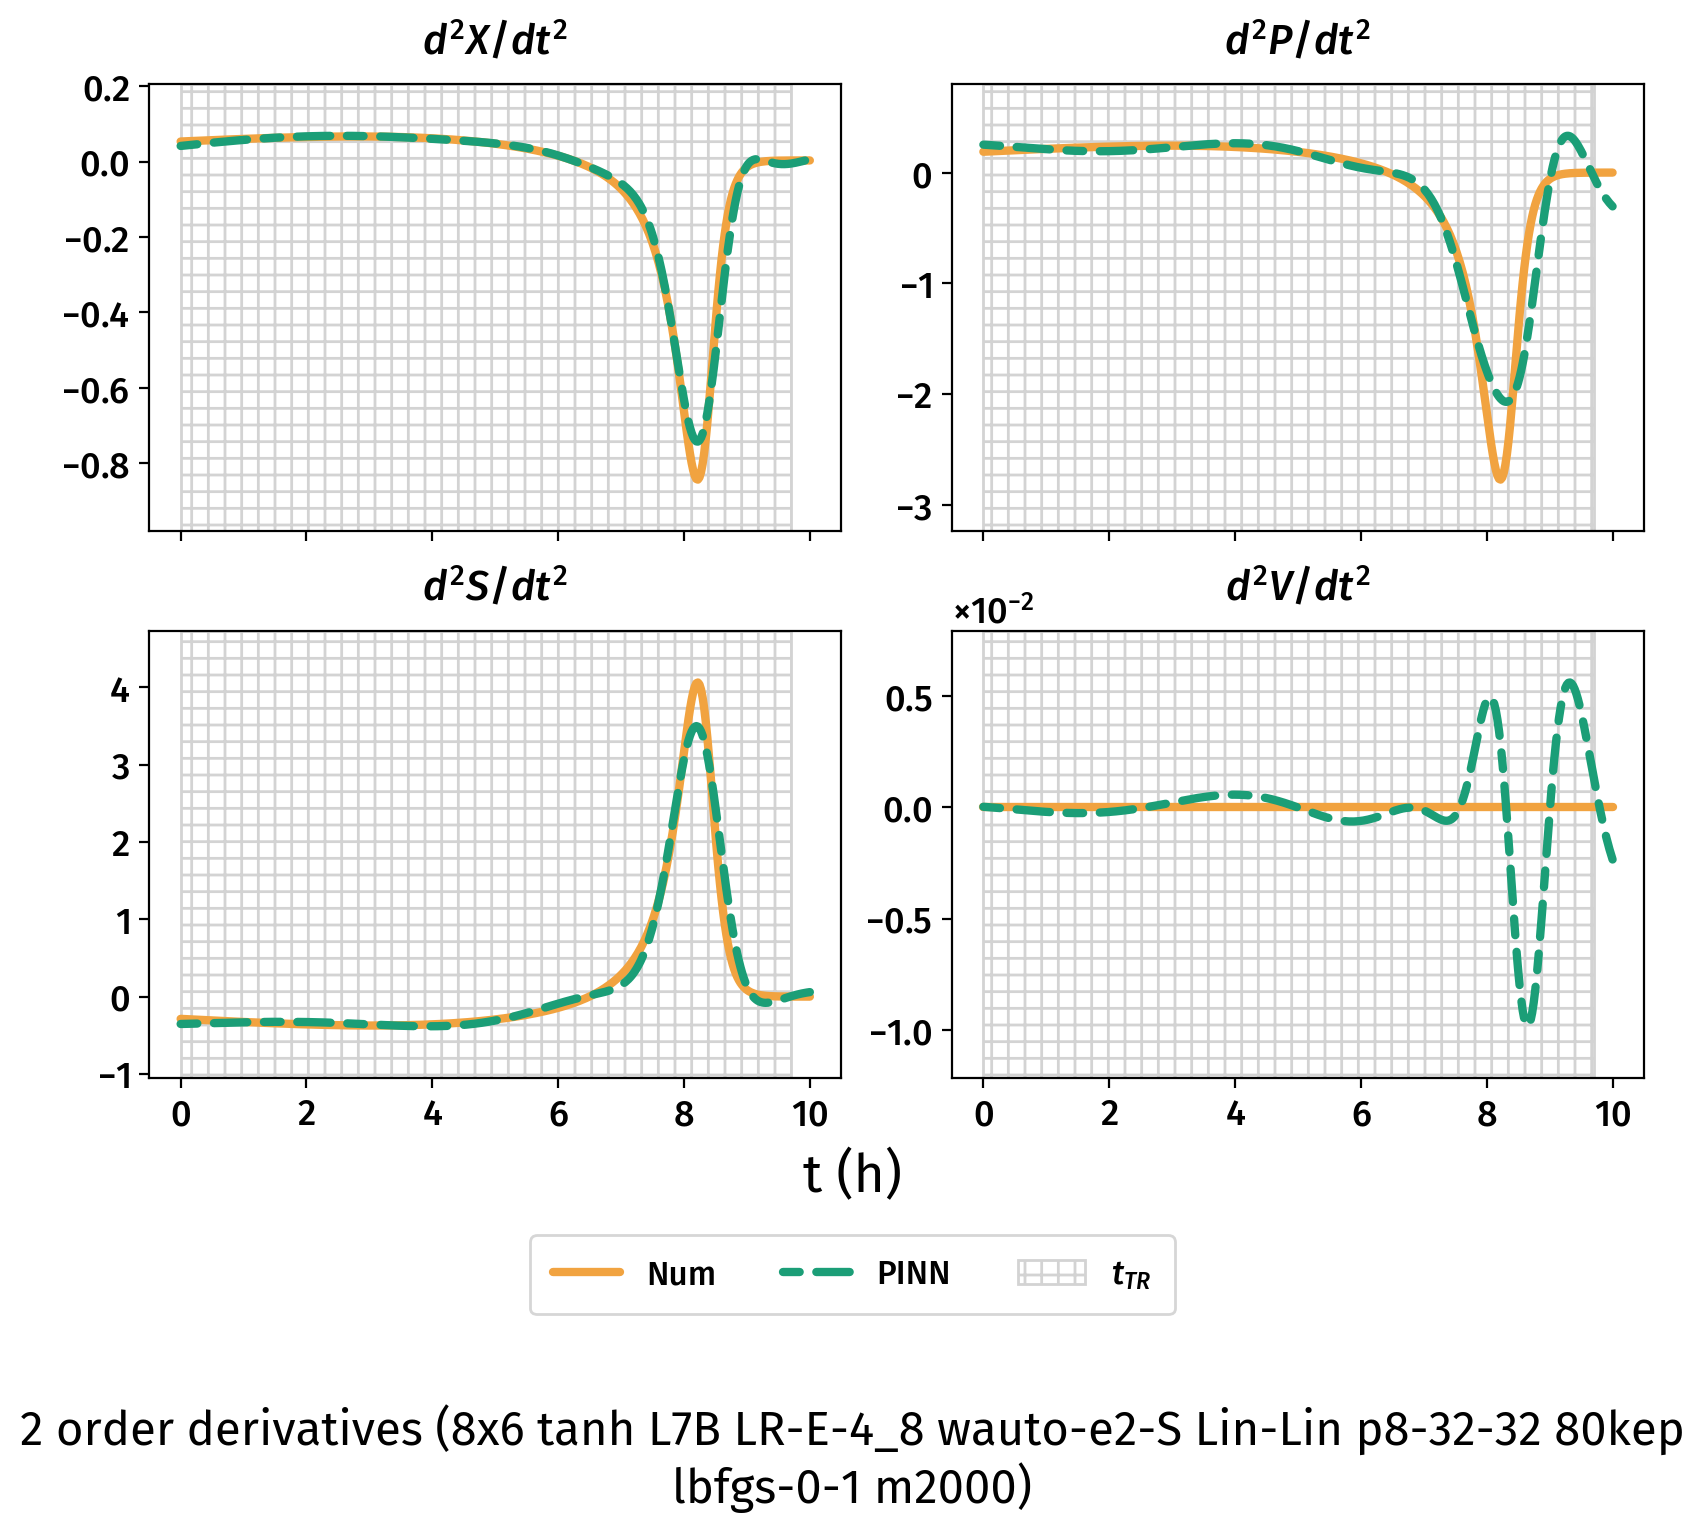 d²X/dt²
d²P/dt²
0.2
0.0
−0.2
−0.4
−0.6
−0.8
0
−1
−2
−3
d²S/dt²
d²V/dt²
×10⁻²
4
3
2
1
0
−1
0.5
0.0
−0.5
−1.0
0 2 4 6 8 10
0 2 4 6 8 10
t (h)
Num PINN t_TR
2 order derivatives (8x6 tanh L7B LR-E-4_8 wauto-e2-S Lin-Lin p8-32-32 80kep
lbfgs-0-1 m2000)